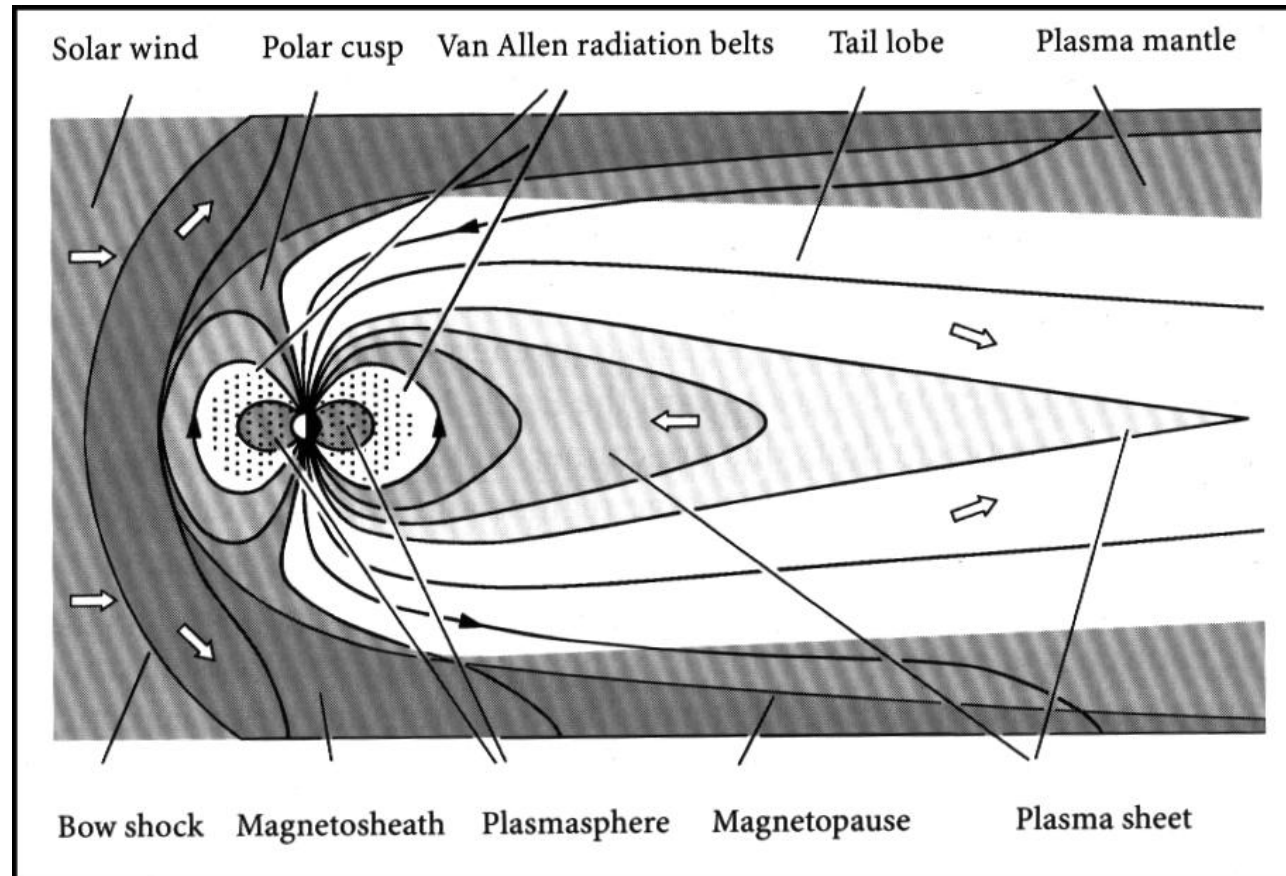 Solar wind
Polar cusp
Van Allen radiation belts
Tail lobe
Plasma mantle
Bow shock
Magnetosheath
Plasmasphere
Magnetopause
Plasma sheet